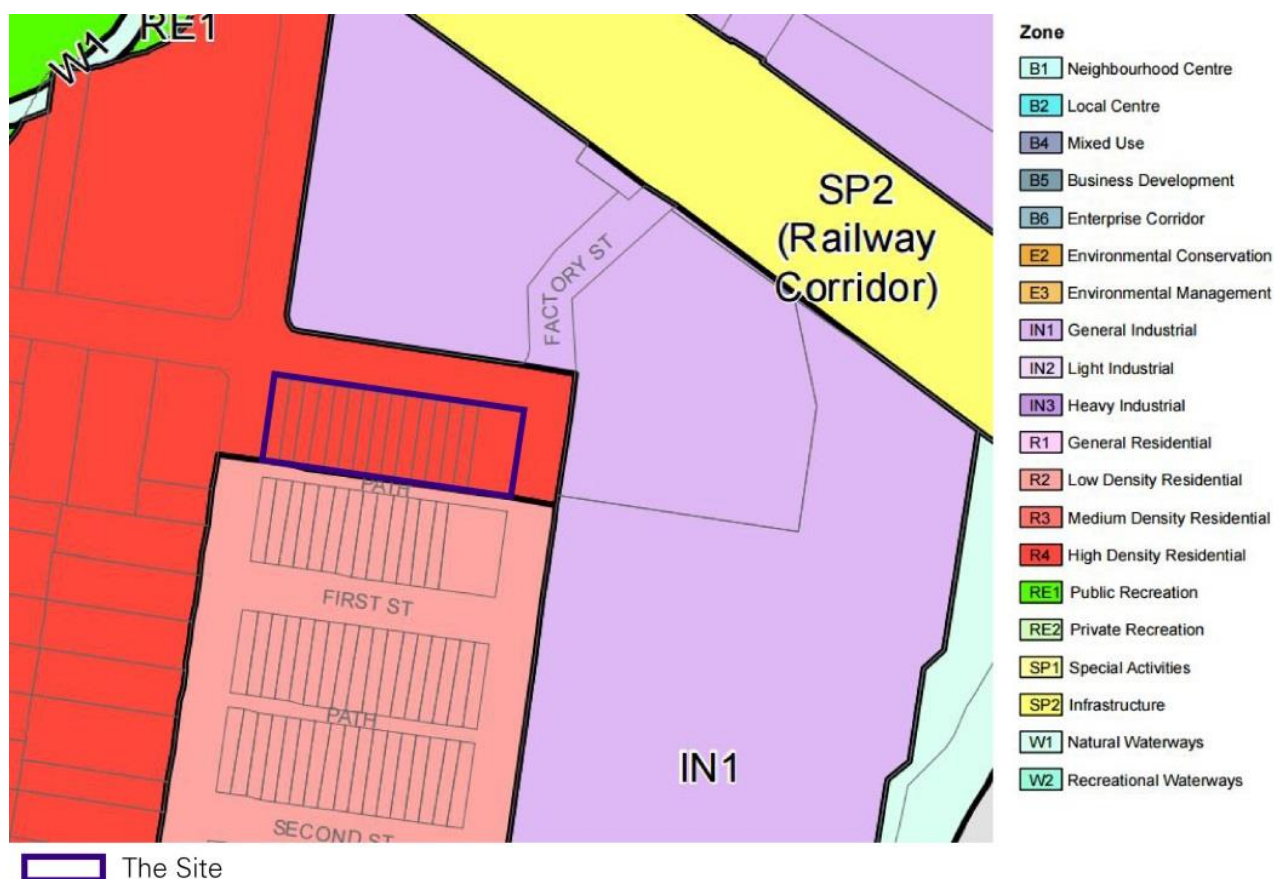 W1
RE1
SP2
(Railway
Corridor)
FACTORY ST
PATH
FIRST ST
PATH
IN1
SECOND ST
Zone
B1 Neighbourhood Centre
B2 Local Centre
B4 Mixed Use
B5 Business Development
B6 Enterprise Corridor
E2 Environmental Conservation
E3 Environmental Management
IN1 General Industrial
IN2 Light Industrial
IN3 Heavy Industrial
R1 General Residential
R2 Low Density Residential
R3 Medium Density Residential
R4 High Density Residential
RE1 Public Recreation
RE2 Private Recreation
SP1 Special Activities
SP2 Infrastructure
W1 Natural Waterways
W2 Recreational Waterways
The Site